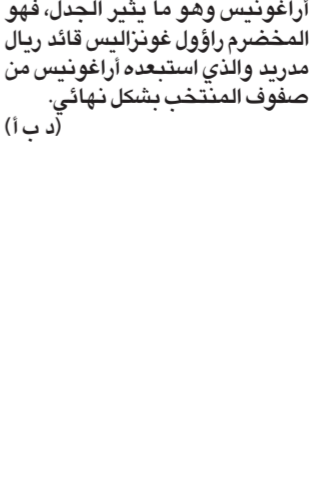 أراغونيس وهو ما يثير الجدل، فهو
المخضرم راؤول غونزاليس قائد ريال
مدريد والذي استبعده أراغونيس من
صفوف المنتخب بشكل نهائي.
(د ب أ)